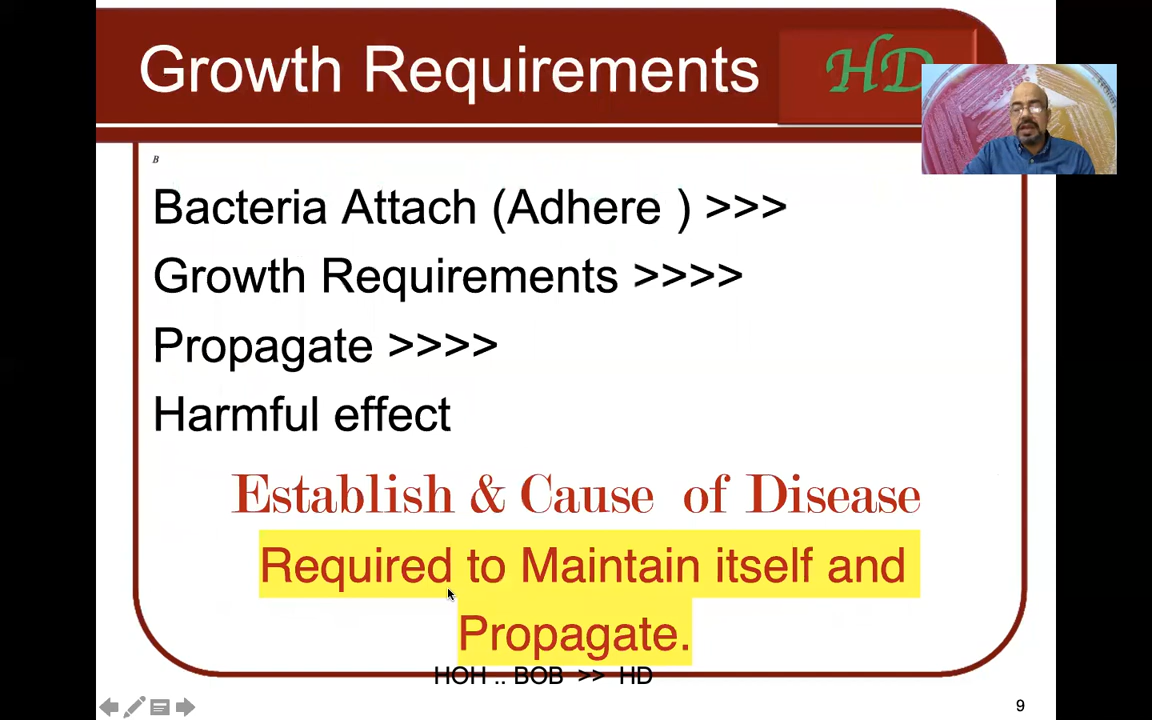 Growth Requirements
HD
B
Bacteria Attach (Adhere ) >>>
Growth Requirements >>>>
Propagate >>>>
Harmful effect
Establish & Cause of Disease
Required to Maintain itself and
Propagate.
HOH .. BOB >> HD
9